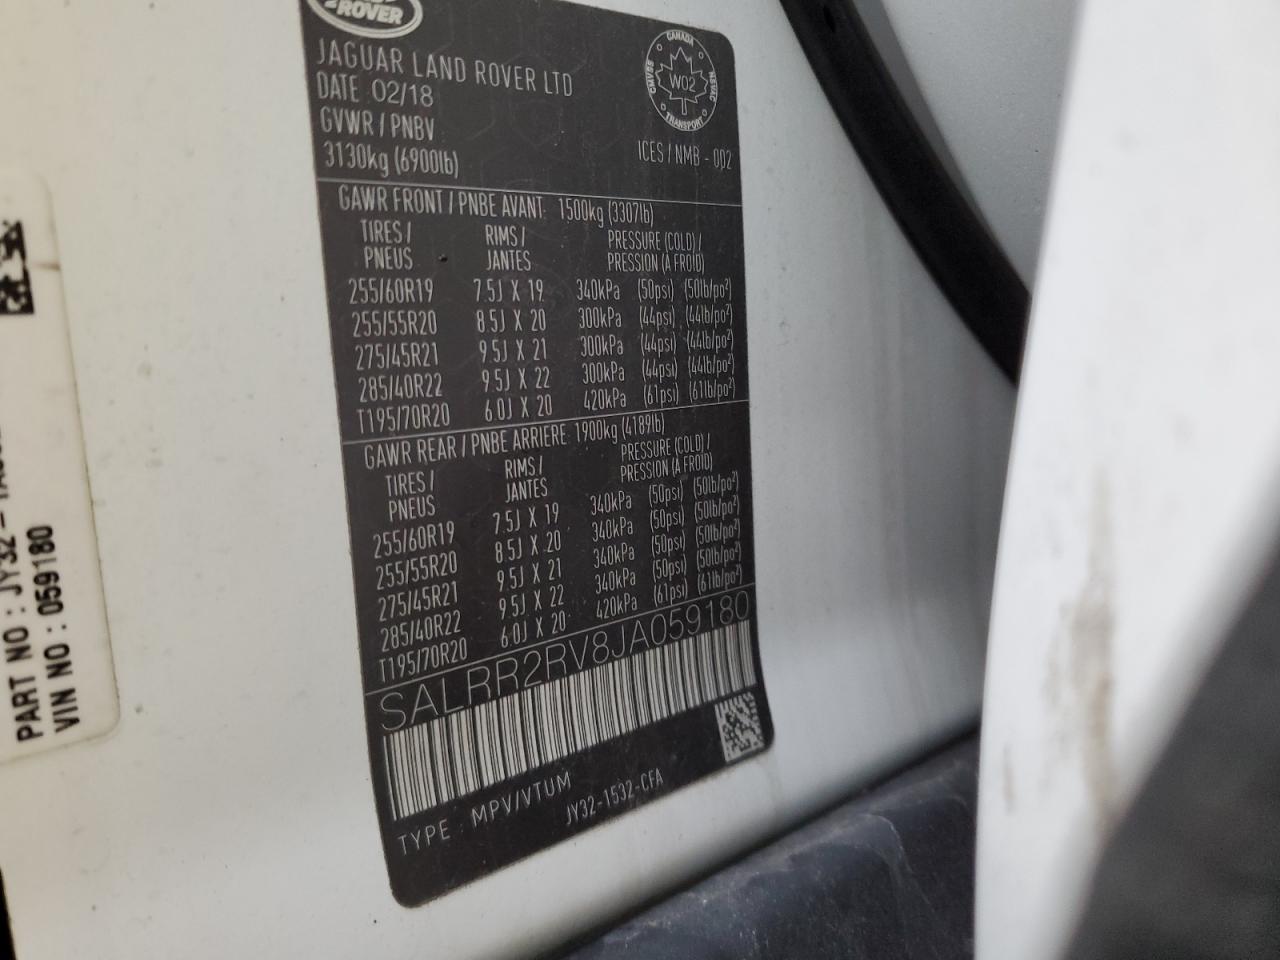 ROVER
JAGUAR LAND ROVER LTD
DATE 02/18
GVWR / PNBV
3130kg (6900lb)
CANADA
CMVSS
W02
NSVAC
TRANSPORT
ICES / NMB - 002
GAWR FRONT / PNBE AVANT: 1500kg (3307lb)
TIRES / PNEUS RIMS / JANTES PRESSURE (COLD) / PRESSION (À FROID)
255/60R19 7.5J X 19 340kPa (50psi) (50lb/po²)
255/55R20 8.5J X 20 300kPa (44psi) (44lb/po²)
275/45R21 9.5J X 21 300kPa (44psi) (44lb/po²)
285/40R22 9.5J X 22 300kPa (44psi) (44lb/po²)
T195/70R20 6.0J X 20 420kPa (61psi) (61lb/po²)
GAWR REAR / PNBE ARRIERE: 1900kg (4189lb)
TIRES / PNEUS RIMS / JANTES PRESSURE (COLD) / PRESSION (À FROID)
255/60R19 7.5J X 19 340kPa (50psi) (50lb/po²)
255/55R20 8.5J X 20 340kPa (50psi) (50lb/po²)
275/45R21 9.5J X 21 340kPa (50psi) (50lb/po²)
285/40R22 9.5J X 22 340kPa (50psi) (50lb/po²)
T195/70R20 6.0J X 20 420kPa (61psi) (61lb/po²)
SALRR2RV8JA059180
TYPE : MPV/VTUM
JY32-1532-CFA
PART NO : JY32 -
VIN NO : 059180